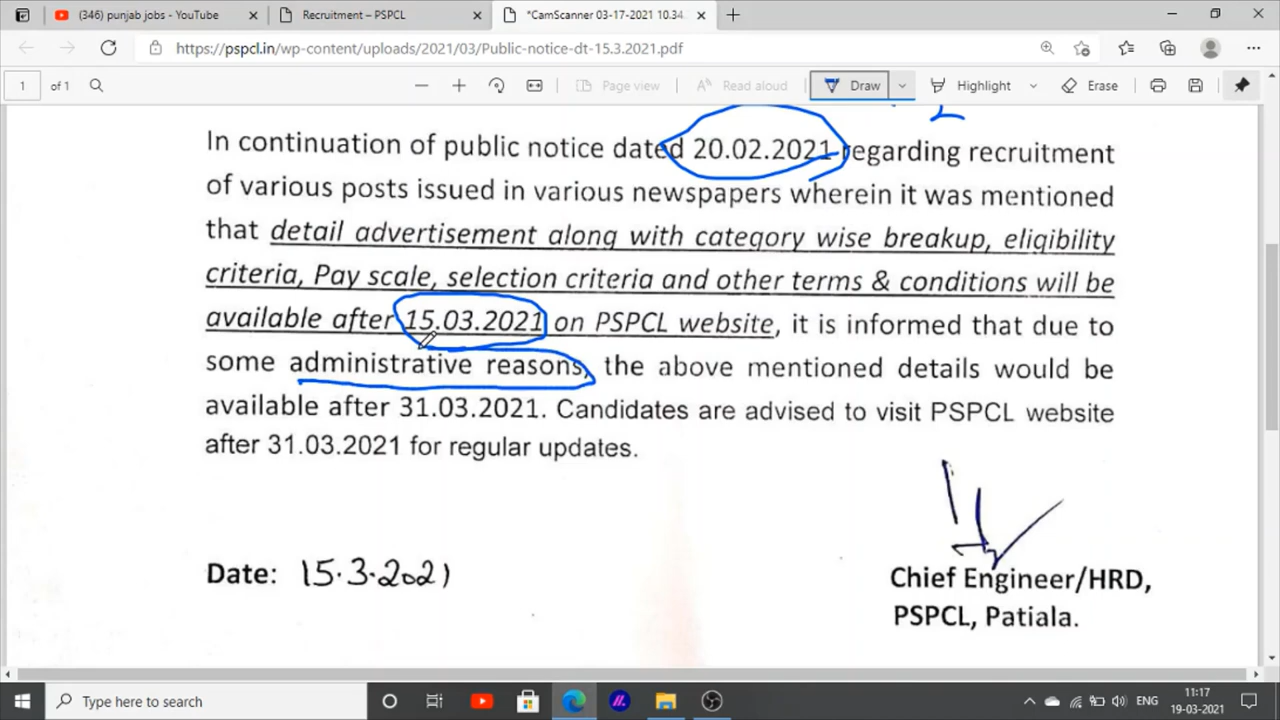 (346) punjab jobs - YouTube
Recruitment – PSPCL
*CamScanner 03-17-2021 10.34.
https://pspcl.in/wp-content/uploads/2021/03/Public-notice-dt-15.3.2021.pdf
1 of 1 Page view Read aloud Draw Highlight Erase
In continuation of public notice dated 20.02.2021 regarding recruitment
of various posts issued in various newspapers wherein it was mentioned
that detail advertisement along with category wise breakup, eligibility
criteria, Pay scale, selection criteria and other terms & conditions will be
available after 15.03.2021 on PSPCL website, it is informed that due to
some administrative reasons, the above mentioned details would be
available after 31.03.2021. Candidates are advised to visit PSPCL website
after 31.03.2021 for regular updates.
Date: 15.3.2021
Chief Engineer/HRD,
PSPCL, Patiala.
Type here to search
ENG
11:17
19-03-2021